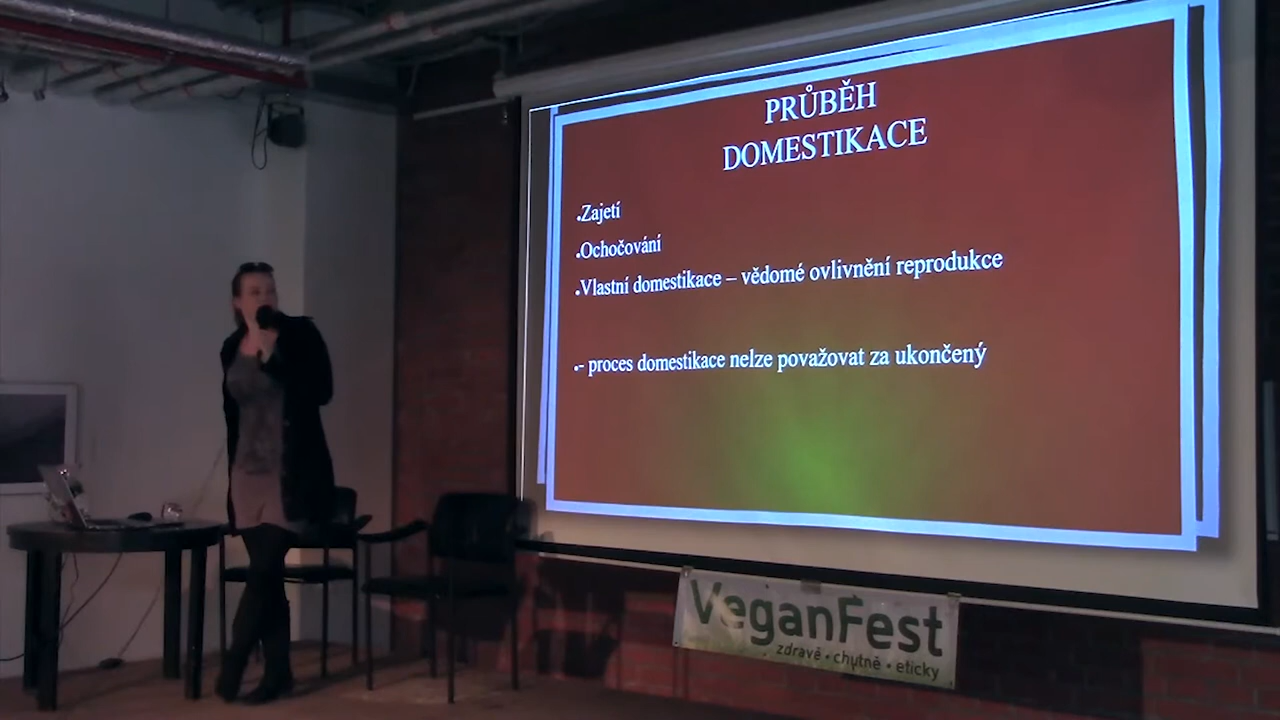 PRŮBĚH
DOMESTIKACE
•Zajetí
•Ochočování
•Vlastní domestikace – vědomé ovlivnění reprodukce
•- proces domestikace nelze považovat za ukončený
VeganFest
zdravě • chutně • eticky